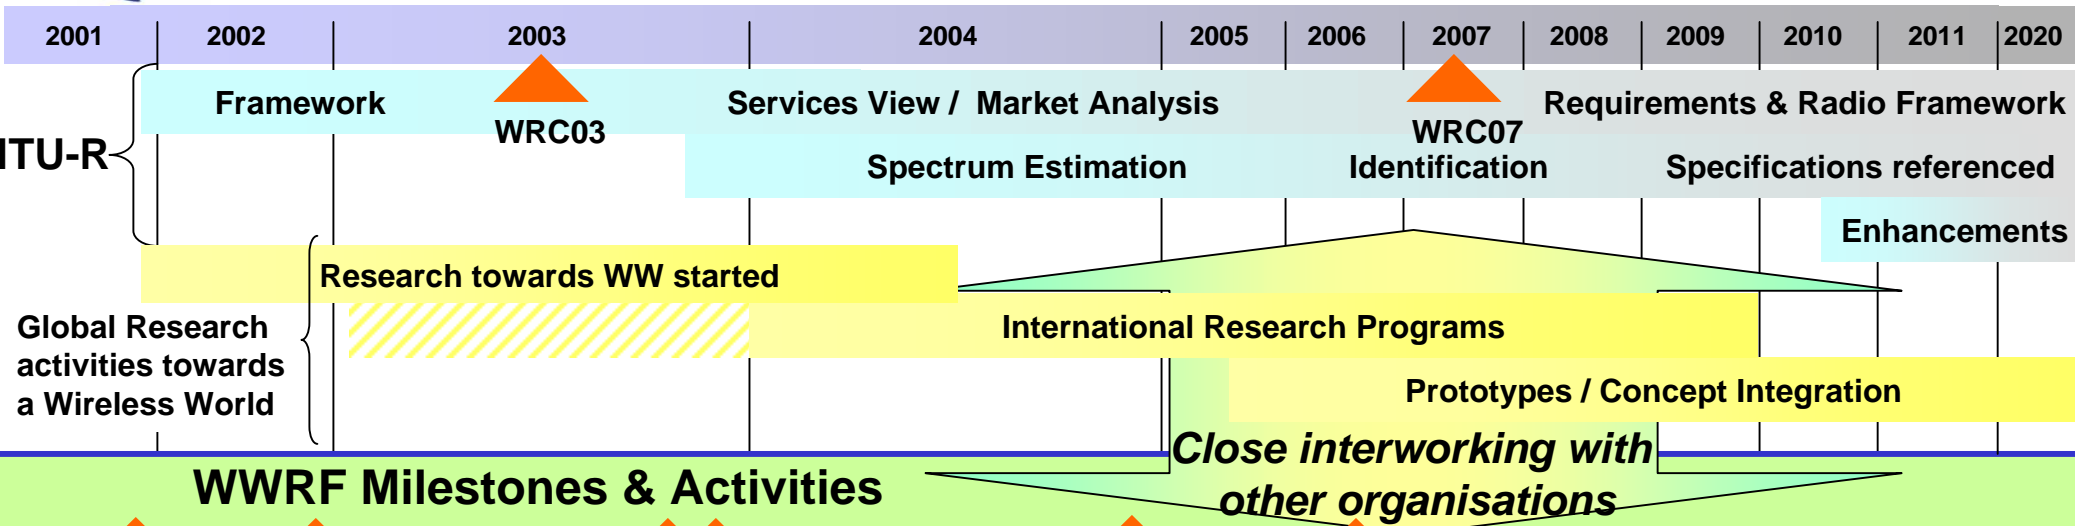 2001 2002 2003 2004 2005 2006 2007 2008 2009 2010 2011 2020
Framework Services View / Market Analysis Requirements & Radio Framework
WRC03 WRC07
ITU-R
Spectrum Estimation Identification Specifications referenced
Enhancements
Research towards WW started
Global Research
activities towards
a Wireless World
International Research Programs
Prototypes / Concept Integration
Close interworking with
other organisations
WWRF Milestones & Activities